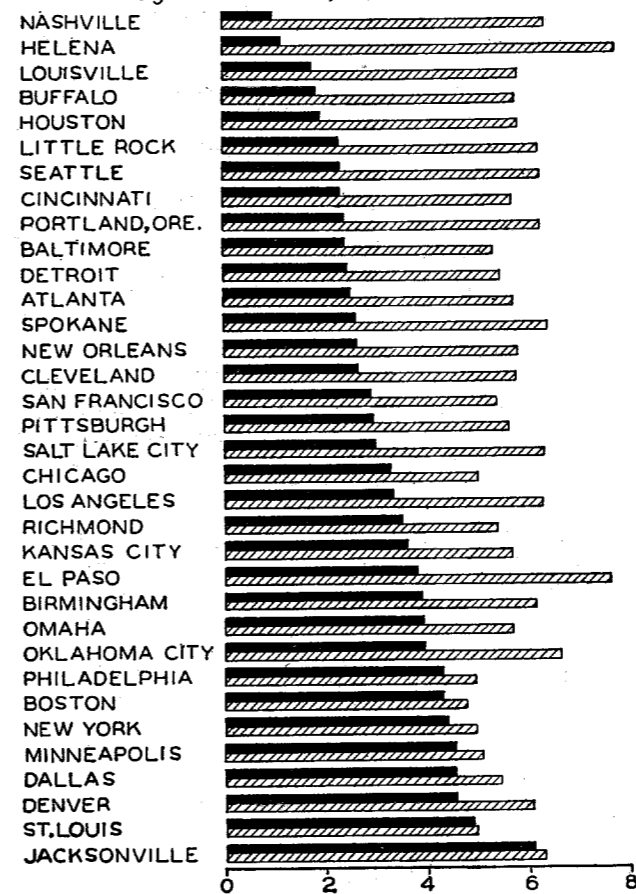 NASHVILLE
HELENA
LOUISVILLE
BUFFALO
HOUSTON
LITTLE ROCK
SEATTLE
CINCINNATI
PORTLAND, ORE.
BALTIMORE
DETROIT
ATLANTA
SPOKANE
NEW ORLEANS
CLEVELAND
SAN FRANCISCO
PITTSBURGH
SALT LAKE CITY
CHICAGO
LOS ANGELES
RICHMOND
KANSAS CITY
EL PASO
BIRMINGHAM
OMAHA
OKLAHOMA CITY
PHILADELPHIA
BOSTON
NEW YORK
MINNEAPOLIS
DALLAS
DENVER
ST. LOUIS
JACKSONVILLE
0 2 4 6 8